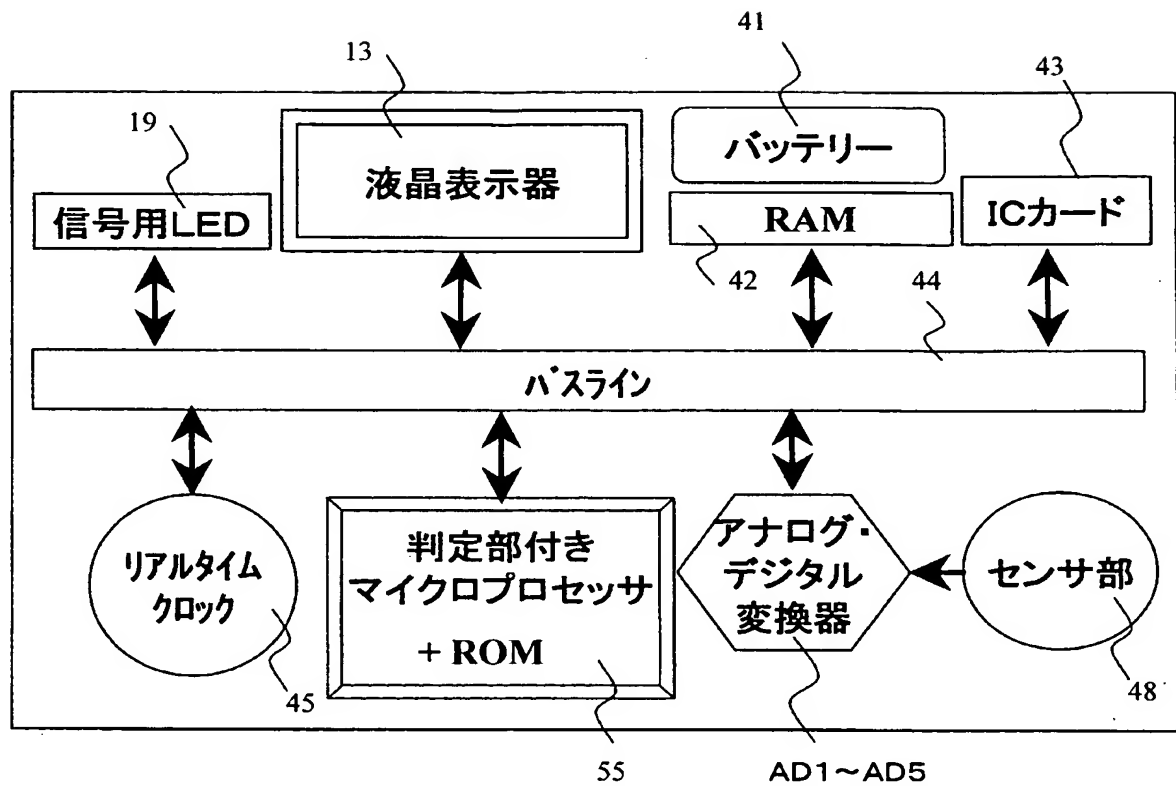 41
13
43
19
バッテリー
液晶表示器
信号用LED
RAM
ICカード
42
44
バスライン
リアルタイム
クロック
判定部付き
マイクロプロセッサ
+ ROM
アナログ・
デジタル
変換器
センサ部
45
48
55
AD1～AD5